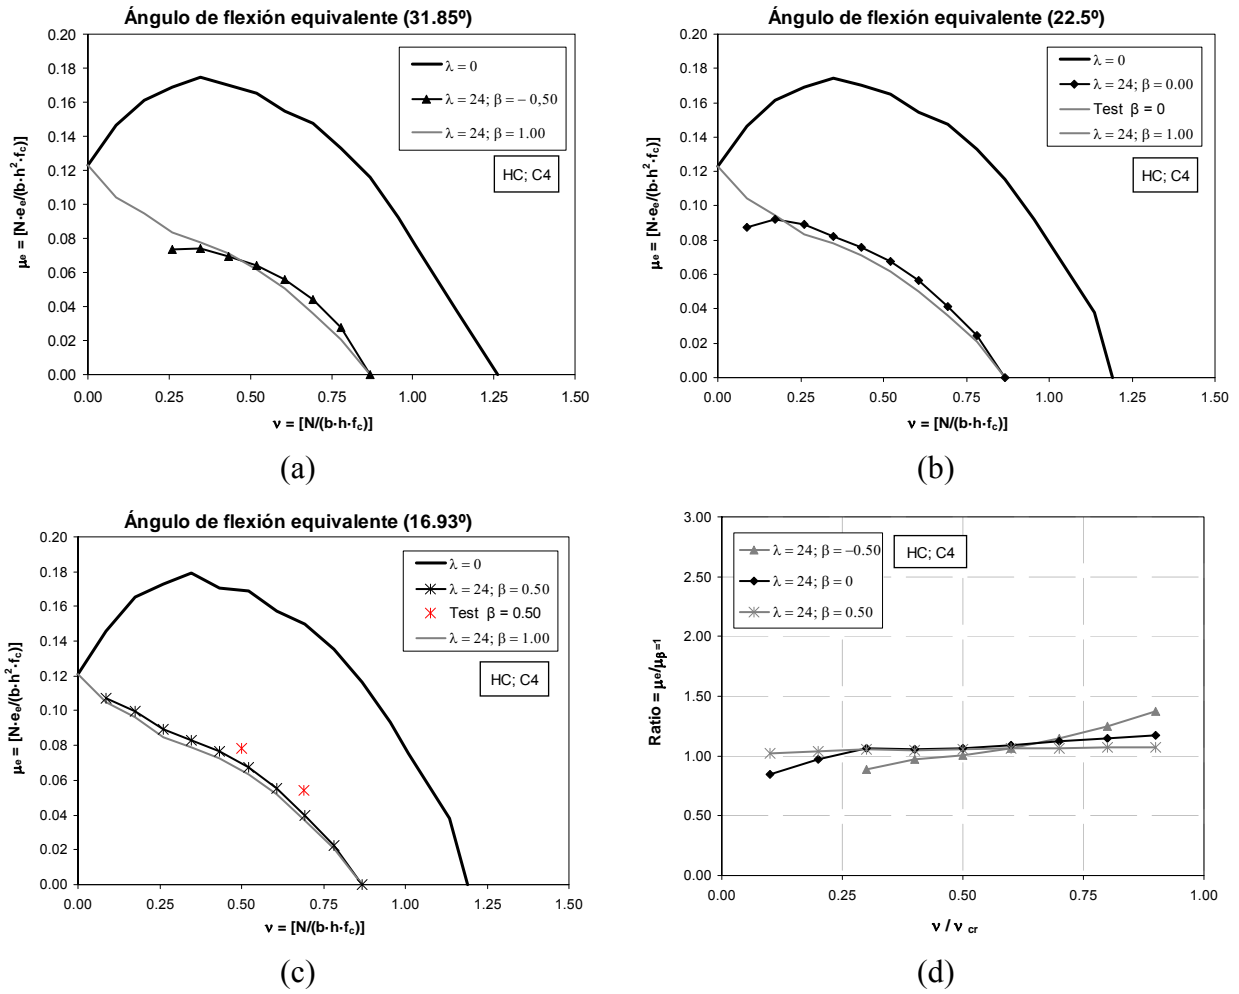 Ángulo de flexión equivalente (31.85º)
0.20
0.18
0.16
0.14
0.12
0.10
0.08
0.06
0.04
0.02
0.00
0.00 0.25 0.50 0.75 1.00 1.25 1.50
μe = [N·ee/(b·h²·fc)]
ν = [N/(b·h·fc)]
λ = 0
λ = 24; β = − 0,50
λ = 24; β = 1.00
HC; C4
(a)
Ángulo de flexión equivalente (22.5º)
0.20
0.18
0.16
0.14
0.12
0.10
0.08
0.06
0.04
0.02
0.00
0.00 0.25 0.50 0.75 1.00 1.25 1.50
μe = [N·ee/(b·h²·fc)]
ν = [N/(b·h·fc)]
λ = 0
λ = 24; β = 0.00
Test β = 0
λ = 24; β = 1.00
HC; C4
(b)
Ángulo de flexión equivalente (16.93º)
0.20
0.18
0.16
0.14
0.12
0.10
0.08
0.06
0.04
0.02
0.00
0.00 0.25 0.50 0.75 1.00 1.25 1.50
μe = [N·ee/(b·h²·fc)]
ν = [N/(b·h·fc)]
λ = 0
λ = 24; β = 0.50
Test β = 0.50
λ = 24; β = 1.00
HC; C4
(c)
3.00
2.50
2.00
1.50
1.00
0.50
0.00
0.00 0.25 0.50 0.75 1.00
Ratio = μe/μβ=1
ν / ν cr
λ = 24; β = −0.50
λ = 24; β = 0
λ = 24; β = 0.50
HC; C4
(d)